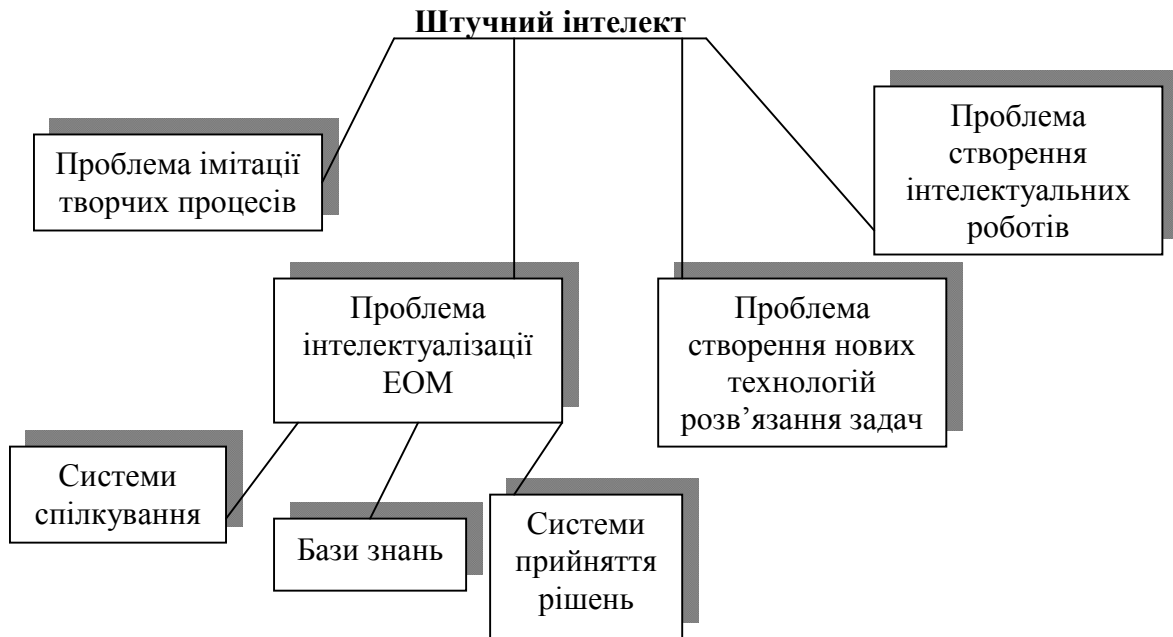 Штучний інтелект
Проблема імітації
творчих процесів
Проблема
створення
інтелектуальних
роботів
Проблема
інтелектуалізації
ЕОМ
Проблема
створення нових
технологій
розв’язання задач
Системи
спілкування
Бази знань
Системи
прийняття
рішень